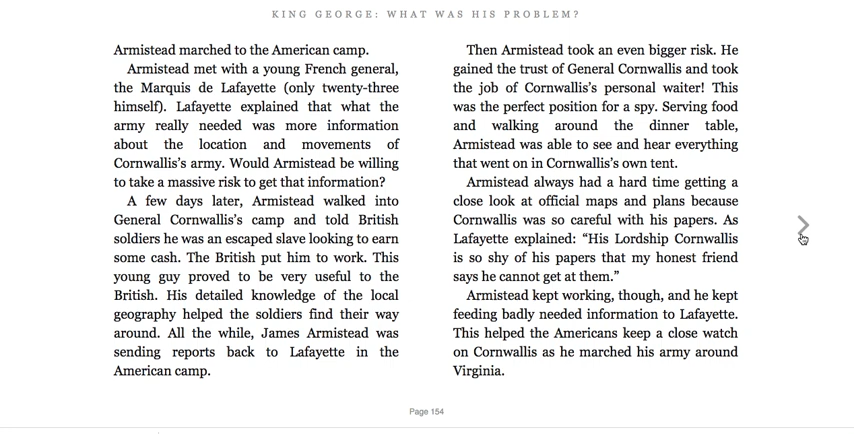 KING GEORGE: WHAT WAS HIS PROBLEM?
Armistead marched to the American camp.
Armistead met with a young French general,
the Marquis de Lafayette (only twenty-three
himself). Lafayette explained that what the
army really needed was more information
about the location and movements of
Cornwallis’s army. Would Armistead be willing
to take a massive risk to get that information?
A few days later, Armistead walked into
General Cornwallis’s camp and told British
soldiers he was an escaped slave looking to earn
some cash. The British put him to work. This
young guy proved to be very useful to the
British. His detailed knowledge of the local
geography helped the soldiers find their way
around. All the while, James Armistead was
sending reports back to Lafayette in the
American camp.
Then Armistead took an even bigger risk. He
gained the trust of General Cornwallis and took
the job of Cornwallis’s personal waiter! This
was the perfect position for a spy. Serving food
and walking around the dinner table,
Armistead was able to see and hear everything
that went on in Cornwallis’s own tent.
Armistead always had a hard time getting a
close look at official maps and plans because
Cornwallis was so careful with his papers. As
Lafayette explained: “His Lordship Cornwallis
is so shy of his papers that my honest friend
says he cannot get at them.”
Armistead kept working, though, and he kept
feeding badly needed information to Lafayette.
This helped the Americans keep a close watch
on Cornwallis as he marched his army around
Virginia.
Page 154